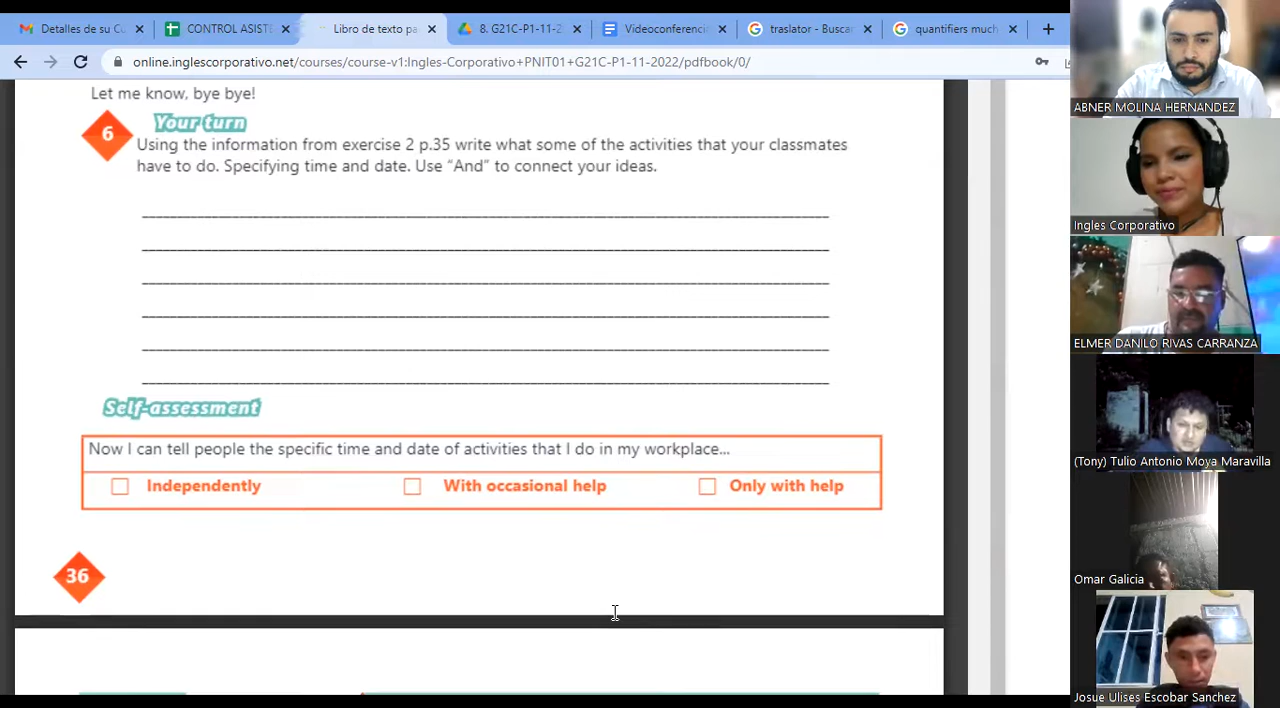 Detalles de su Cu
CONTROL ASISTE
Libro de texto pa
8. G21C-P1-11-2
Videoconferenci
traslator - Buscar
quantifiers much
online.inglescorporativo.net/courses/course-v1:Ingles-Corporativo+PNIT01+G21C-P1-11-2022/pdfbook/0/
Let me know, bye bye!
6
Your turn
Using the information from exercise 2 p.35 write what some of the activities that your classmates
have to do. Specifying time and date. Use “And” to connect your ideas.
Self-assessment
Now I can tell people the specific time and date of activities that I do in my workplace...
Independently
With occasional help
Only with help
36
ABNER MOLINA HERNANDEZ
Ingles Corporativo
ELMER DANILO RIVAS CARRANZA
(Tony) Tulio Antonio Moya Maravilla
Omar Galicia
Josue Ulises Escobar Sanchez